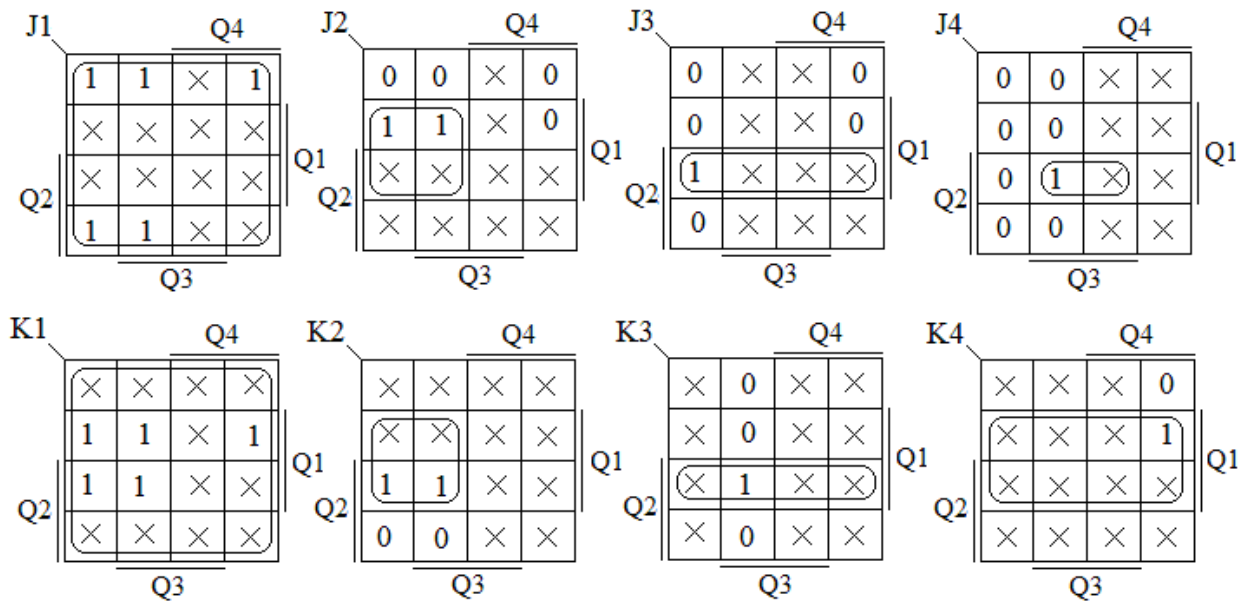 J1 Q4 J2 Q4 J3 Q4 J4 Q4
1 1 × 1 0 0 × 0 0 × × 0 0 0 × ×
× × × × 1 1 × 0 0 × × 0 0 0 × ×
Q1 Q1 Q1 Q1
× × × × × × × × 1 × × × 0 1 × ×
Q2 Q2 Q2 Q2
1 1 × × × × × × 0 × × × 0 0 × ×
Q3 Q3 Q3 Q3
K1 Q4 K2 Q4 K3 Q4 K4 Q4
× × × × × × × × × 0 × × × × × 0
1 1 × 1 × × × × × 0 × × × × × 1
Q1 Q1 Q1 Q1
1 1 × × 1 1 × × × 1 × × × × × ×
Q2 Q2 Q2 Q2
× × × × 0 0 × × × 0 × × × × × ×
Q3 Q3 Q3 Q3